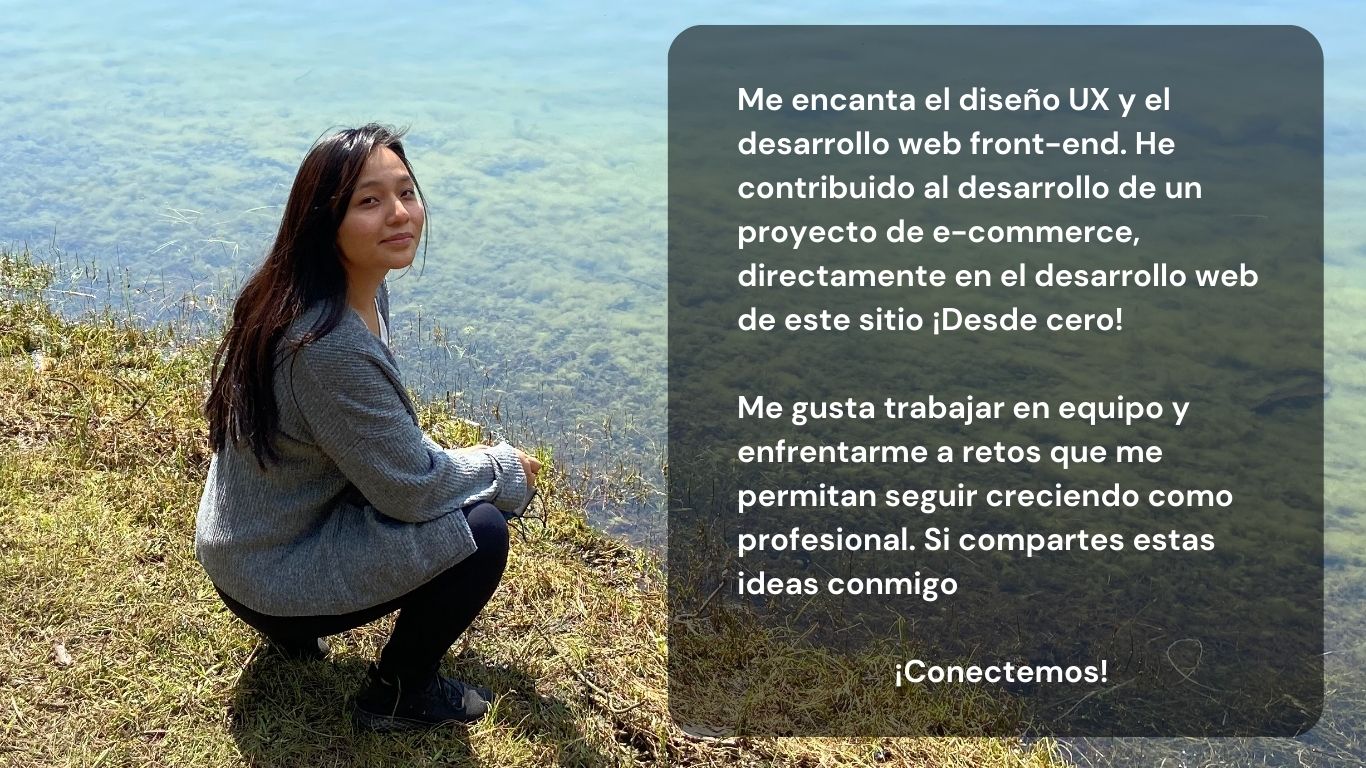 Me encanta el diseño UX y el
desarrollo web front-end. He
contribuido al desarrollo de un
proyecto de e-commerce,
directamente en el desarrollo web
de este sitio ¡Desde cero!
Me gusta trabajar en equipo y
enfrentarme a retos que me
permitan seguir creciendo como
profesional. Si compartes estas
ideas conmigo
¡Conectemos!